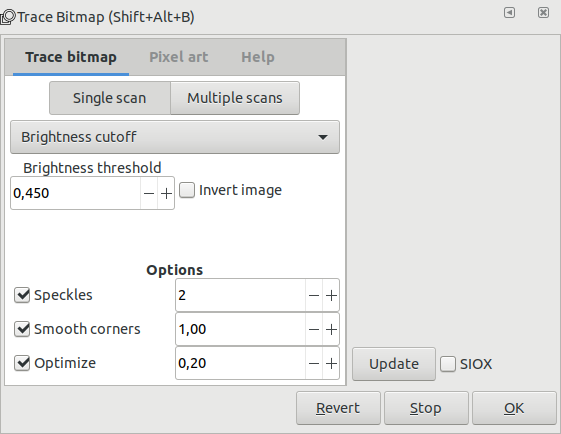 Trace Bitmap (Shift+Alt+B)
Trace bitmap Pixel art Help
Single scan Multiple scans
Brightness cutoff
Brightness threshold
0,450 Invert image
Options
Speckles 2
Smooth corners 1,00
Optimize 0,20
Update SIOX
Revert Stop OK